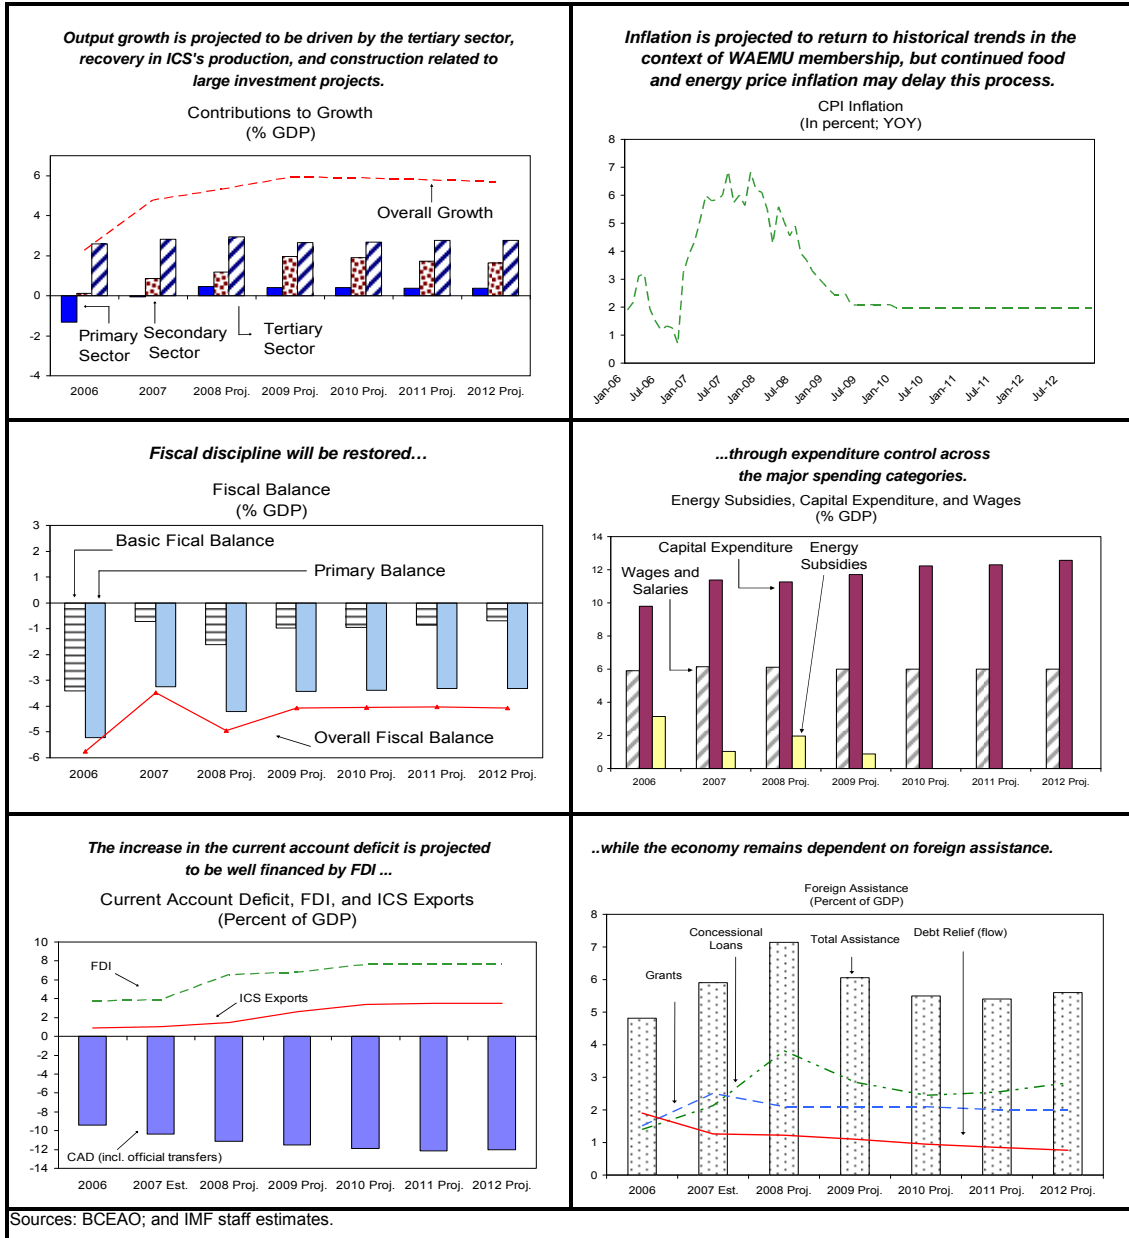 Output growth is projected to be driven by the tertiary sector,
recovery in ICS's production, and construction related to
large investment projects.
Contributions to Growth
(% GDP)
6
4
2
0
-2
-4
Overall Growth
Primary
Sector
Secondary
Sector
Tertiary
Sector
2006
2007
2008 Proj.
2009 Proj.
2010 Proj.
2011 Proj.
2012 Proj.
Inflation is projected to return to historical trends in the
context of WAEMU membership, but continued food
and energy price inflation may delay this process.
CPI Inflation
(In percent; YOY)
8
7
6
5
4
3
2
1
0
Jan-06
Jul-06
Jan-07
Jul-07
Jan-08
Jul-08
Jan-09
Jul-09
Jan-10
Jul-10
Jan-11
Jul-11
Jan-12
Jul-12
Fiscal discipline will be restored…
Fiscal Balance
(% GDP)
3
2
1
0
-1
-2
-3
-4
-5
-6
Basic Fical Balance
Primary Balance
Overall Fiscal Balance
2006
2007
2008 Proj.
2009 Proj.
2010 Proj.
2011 Proj.
2012 Proj.
...through expenditure control across
the major spending categories.
Energy Subsidies, Capital Expenditure, and Wages
(% GDP)
14
12
10
8
6
4
2
0
Capital Expenditure
Energy
Subsidies
Wages and
Salaries
2006
2007
2008 Proj.
2009 Proj.
2010 Proj.
2011 Proj.
2012 Proj.
The increase in the current account deficit is projected
to be well financed by FDI ...
Current Account Deficit, FDI, and ICS Exports
(Percent of GDP)
10
8
6
4
2
0
-2
-4
-6
-8
-10
-12
-14
FDI
ICS Exports
CAD (incl. official transfers)
2006
2007 Est.
2008 Proj.
2009 Proj.
2010 Proj.
2011 Proj.
2012 Proj.
..while the economy remains dependent on foreign assistance.
Foreign Assistance
(Percent of GDP)
8
7
6
5
4
3
2
1
0
Concessional
Loans
Total Assistance
Debt Relief (flow)
Grants
2006
2007 Est.
2008 Proj.
2009 Proj.
2010 Proj.
2011 Proj.
2012 Proj.
Sources: BCEAO; and IMF staff estimates.